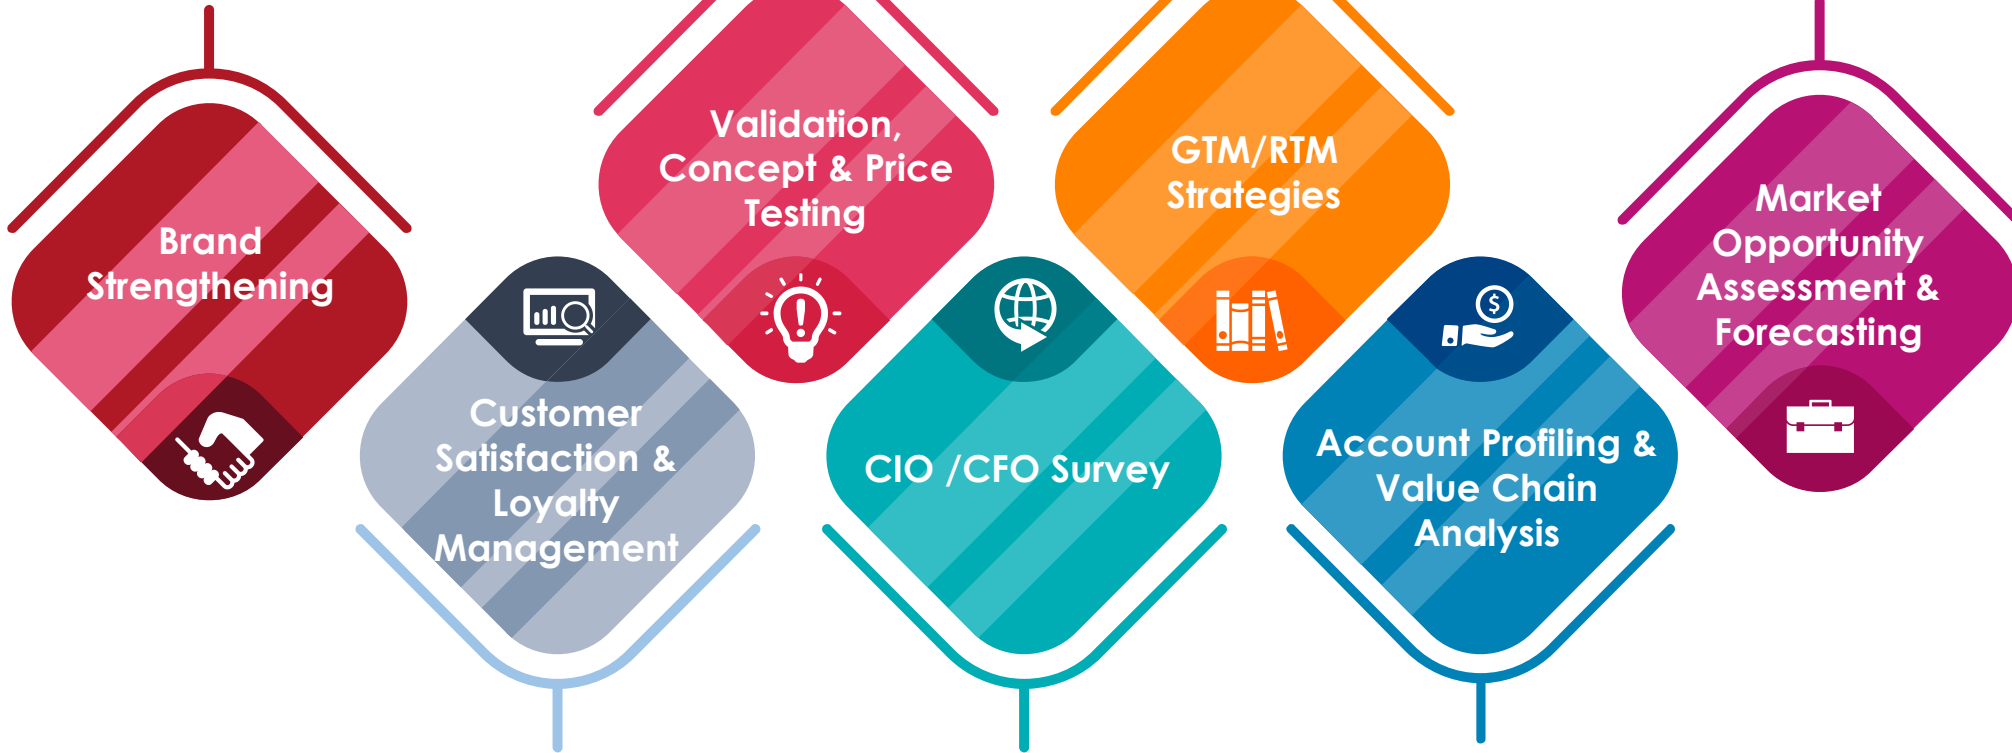 Brand
Strengthening
Customer
Satisfaction &
Loyalty
Management
Validation,
Concept & Price
Testing
CIO /CFO Survey
GTM/RTM
Strategies
Account Profiling &
Value Chain
Analysis
Market
Opportunity
Assessment &
Forecasting
$